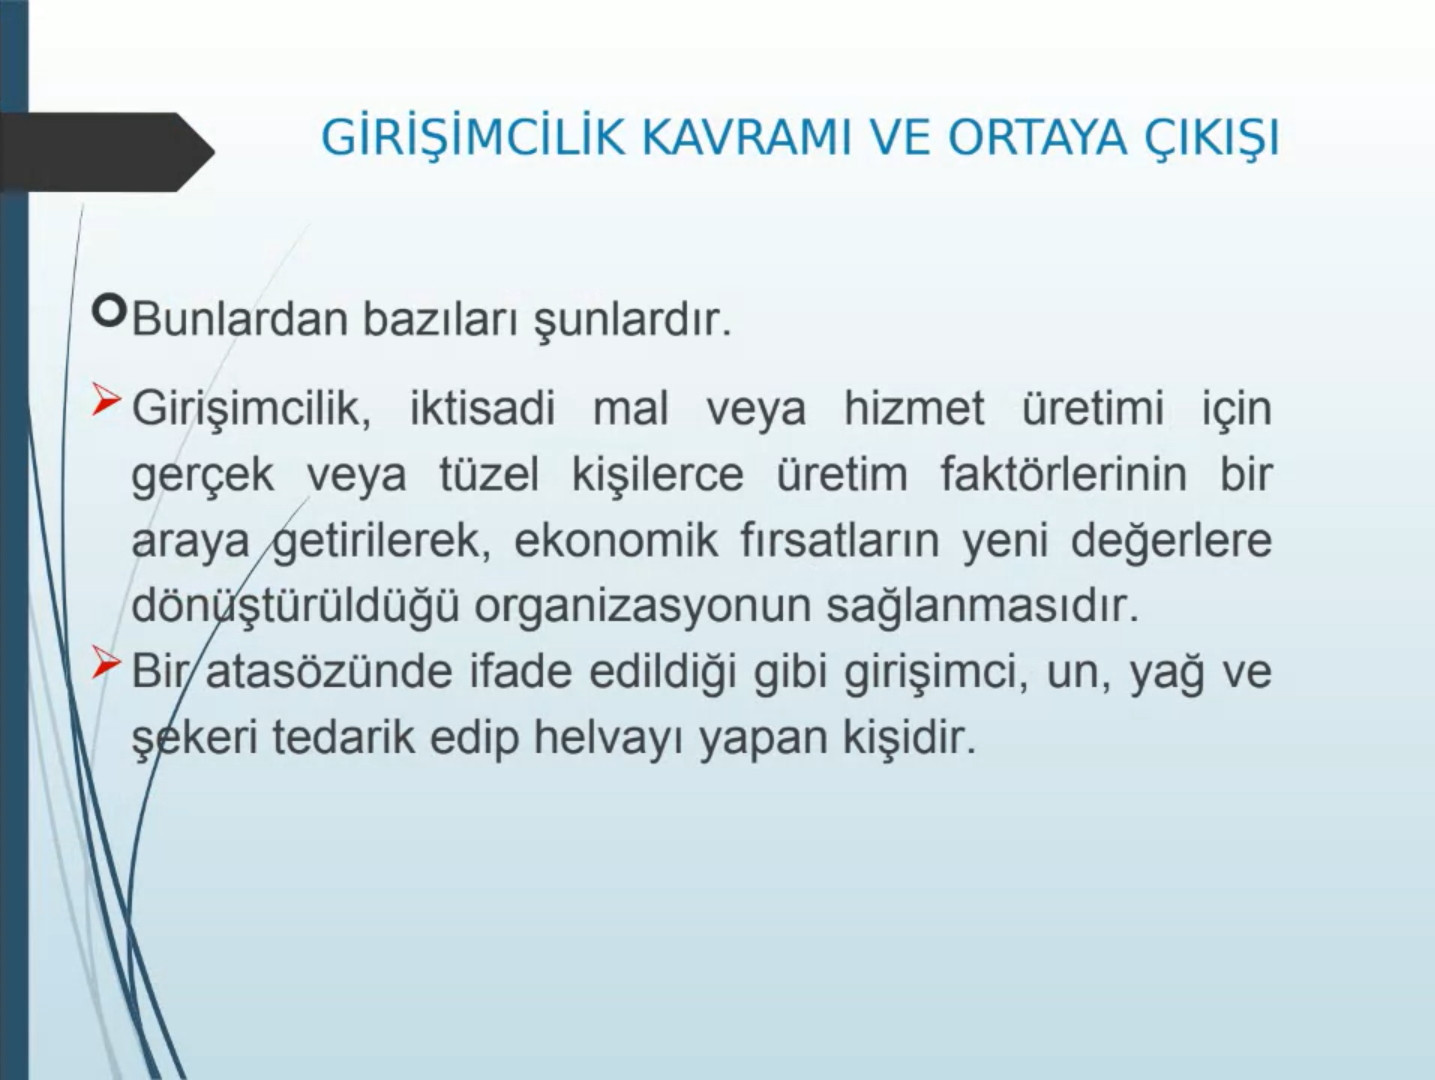 GİRİŞİMCİLİK KAVRAMI VE ORTAYA ÇIKIŞI
Bunlardan bazıları şunlardır.
Girişimcilik, iktisadi mal veya hizmet üretimi için
gerçek veya tüzel kişilerce üretim faktörlerinin bir
araya getirilerek, ekonomik fırsatların yeni değerlere
dönüştürüldüğü organizasyonun sağlanmasıdır.
Bir atasözünde ifade edildiği gibi girişimci, un, yağ ve
şekeri tedarik edip helvayı yapan kişidir.